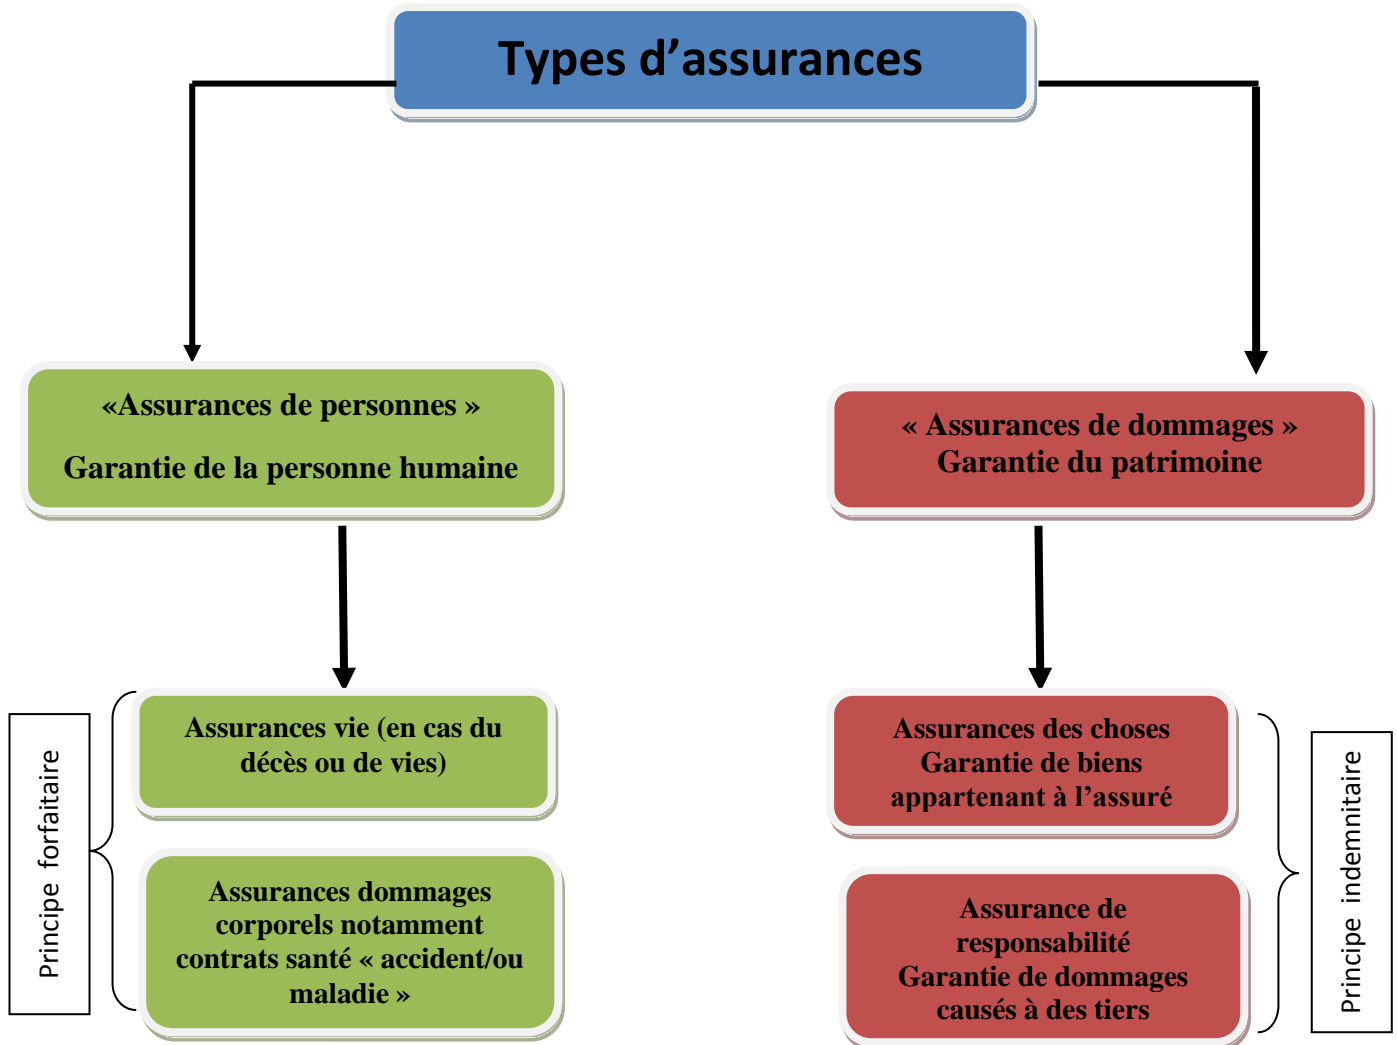 Types d’assurances
«Assurances de personnes »
Garantie de la personne humaine
« Assurances de dommages »
Garantie du patrimoine
Principe  forfaitaire
Assurances vie (en cas du
décès ou de vies)
Assurances dommages
corporels notamment
contrats santé « accident/ou
maladie »
Assurances des choses
Garantie de biens
appartenant à l’assuré
Assurance de
responsabilité
Garantie de dommages
causés à des tiers
Principe  indemnitaire